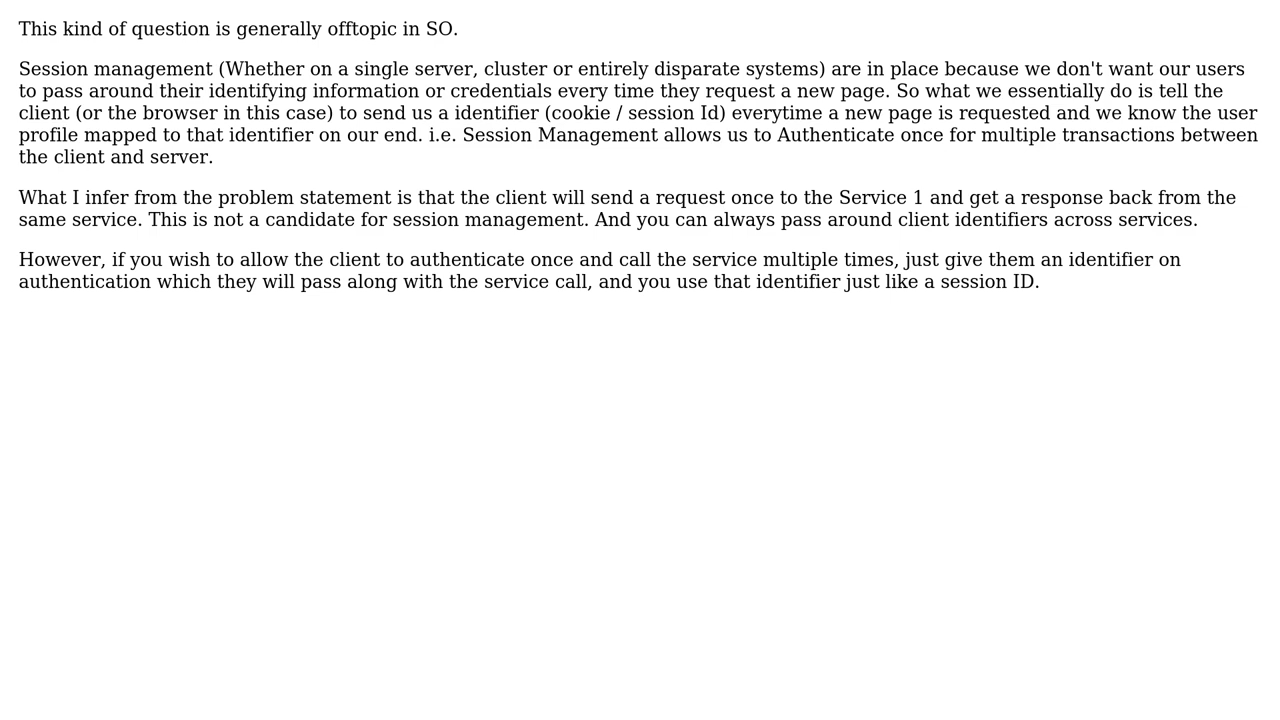 This kind of question is generally offtopic in SO.
Session management (Whether on a single server, cluster or entirely disparate systems) are in place because we don't want our users
to pass around their identifying information or credentials every time they request a new page. So what we essentially do is tell the
client (or the browser in this case) to send us a identifier (cookie / session Id) everytime a new page is requested and we know the user
profile mapped to that identifier on our end. i.e. Session Management allows us to Authenticate once for multiple transactions between
the client and server.
What I infer from the problem statement is that the client will send a request once to the Service 1 and get a response back from the
same service. This is not a candidate for session management. And you can always pass around client identifiers across services.
However, if you wish to allow the client to authenticate once and call the service multiple times, just give them an identifier on
authentication which they will pass along with the service call, and you use that identifier just like a session ID.